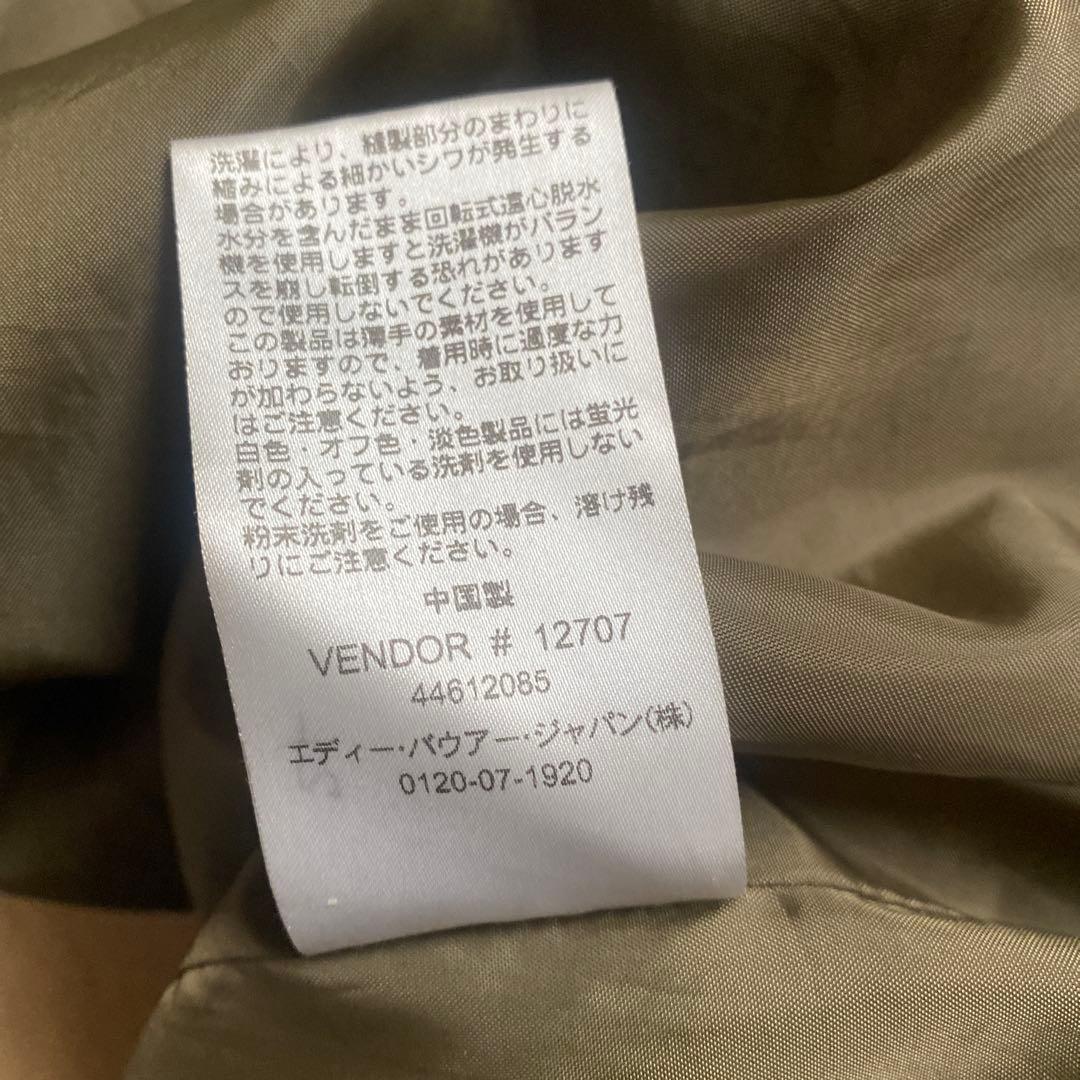 洗濯により、縫製部分のまわりに
縮みによる細かいシワが発生する
場合があります。
水分を含んだまま回転式遠心脱水
機を使用しますと洗濯機がバラン
スを崩し転倒する恐れがあります
ので使用しないでください。
この製品は薄手の素材を使用して
おりますので、着用時に過度な力
が加わらないよう、お取り扱いに
はご注意ください。
白色・オフ色・淡色製品には蛍光
剤の入っている洗剤を使用しない
でください。
粉末洗剤をご使用の場合、溶け残
りにご注意ください。
中国製
VENDOR # 12707
44612085
エディー・バウアー・ジャパン(株)
0120-07-1920